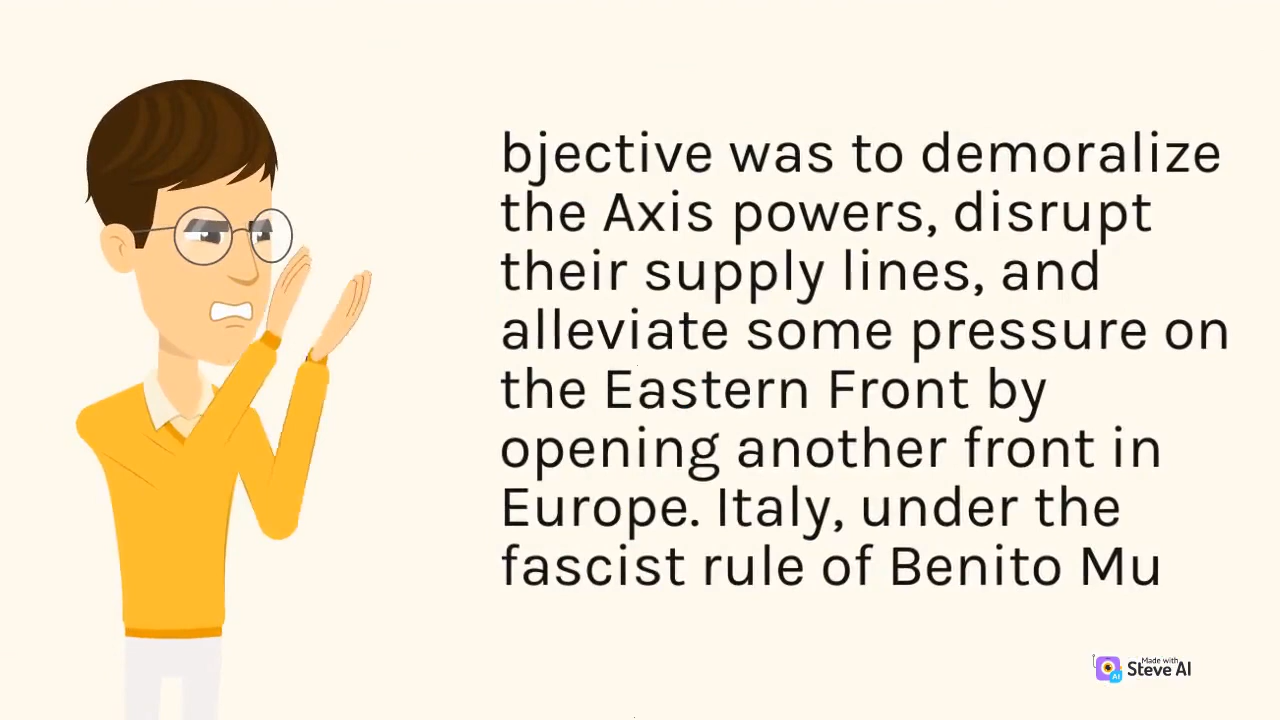 bjective was to demoralize
the Axis powers, disrupt
their supply lines, and
alleviate some pressure on
the Eastern Front by
opening another front in
Europe. Italy, under the
fascist rule of Benito Mu
Made with
Steve AI
AI